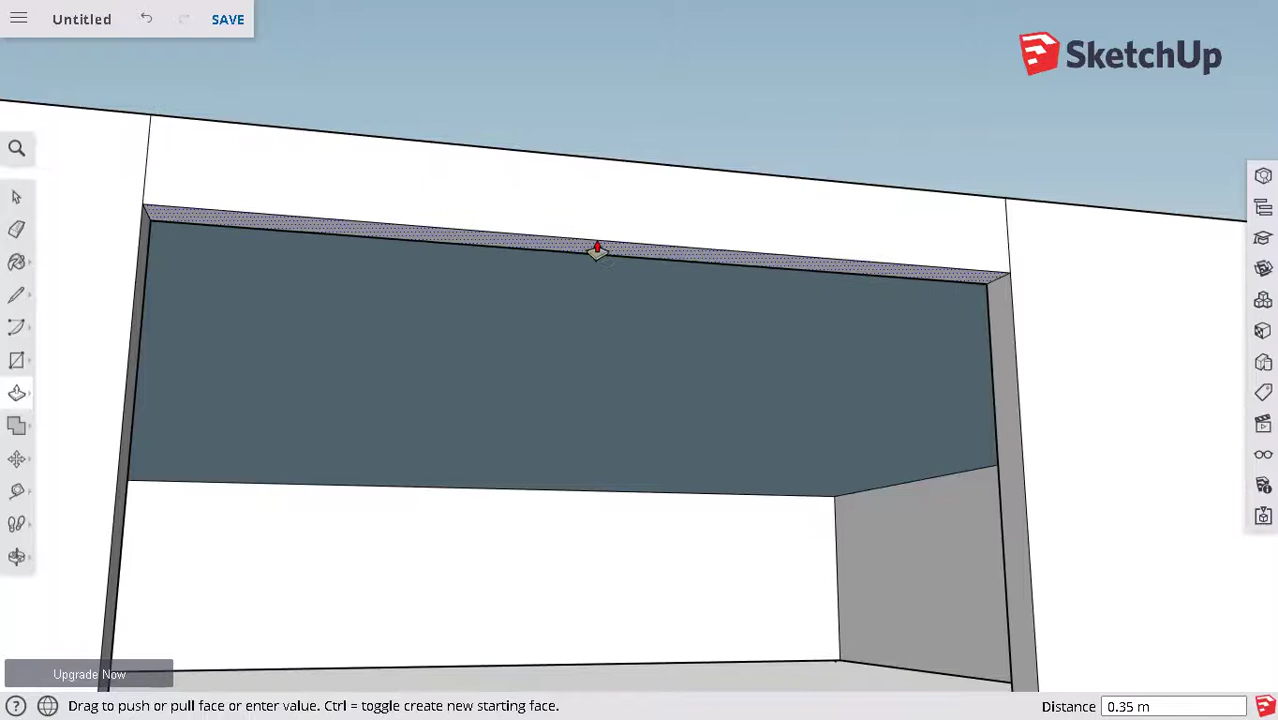 Untitled
SAVE
SketchUp
Upgrade Now
Drag to push or pull face or enter value. Ctrl = toggle create new starting face.
Distance
0.35 m